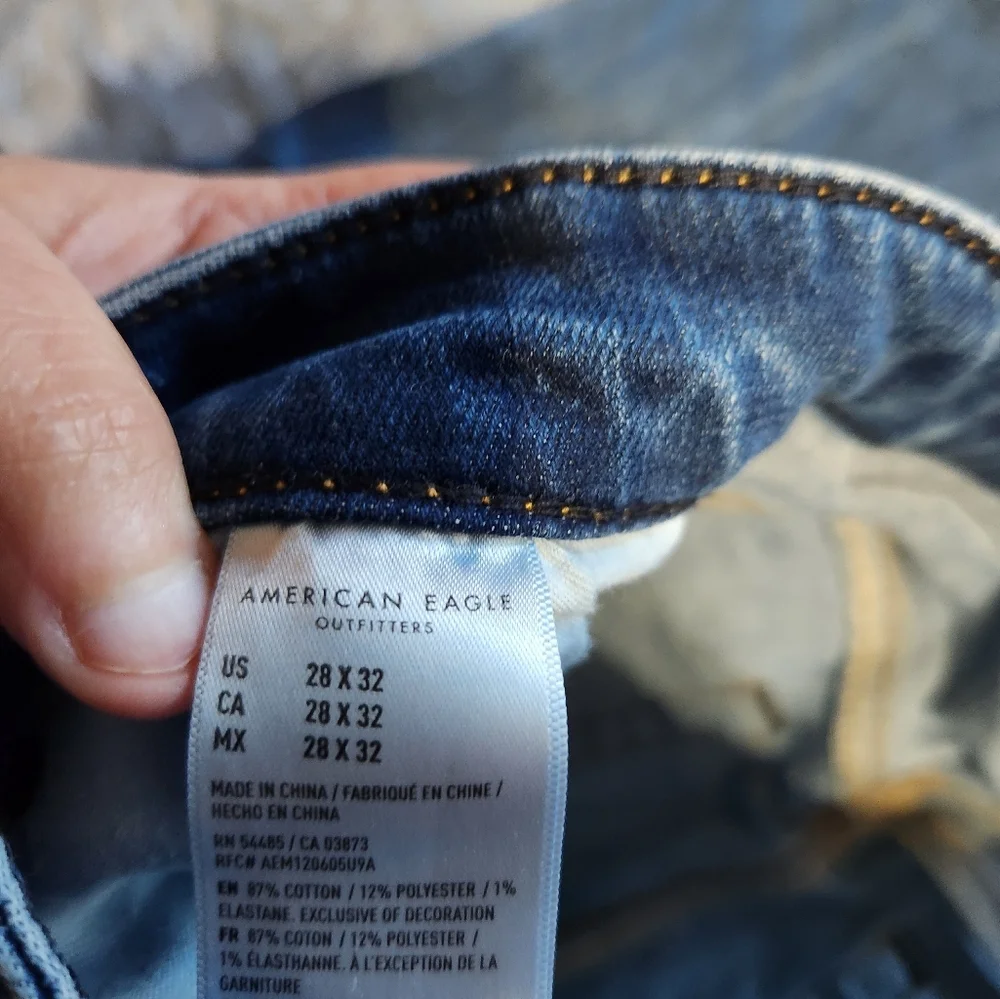 AMERICAN EAGLE
OUTFITTERS
US 28 X 32
CA 28 X 32
MX 28 X 32
MADE IN CHINA / FABRIQUÉ EN CHINE /
HECHO EN CHINA
RN 54485 / CA 03873
RFC# AEM120605U9A
EN 87% COTTON / 12% POLYESTER / 1%
ELASTANE. EXCLUSIVE OF DECORATION
FR 87% COTON / 12% POLYESTER /
1% ÉLASTHANNE. À L'EXCEPTION DE LA
GARNITURE